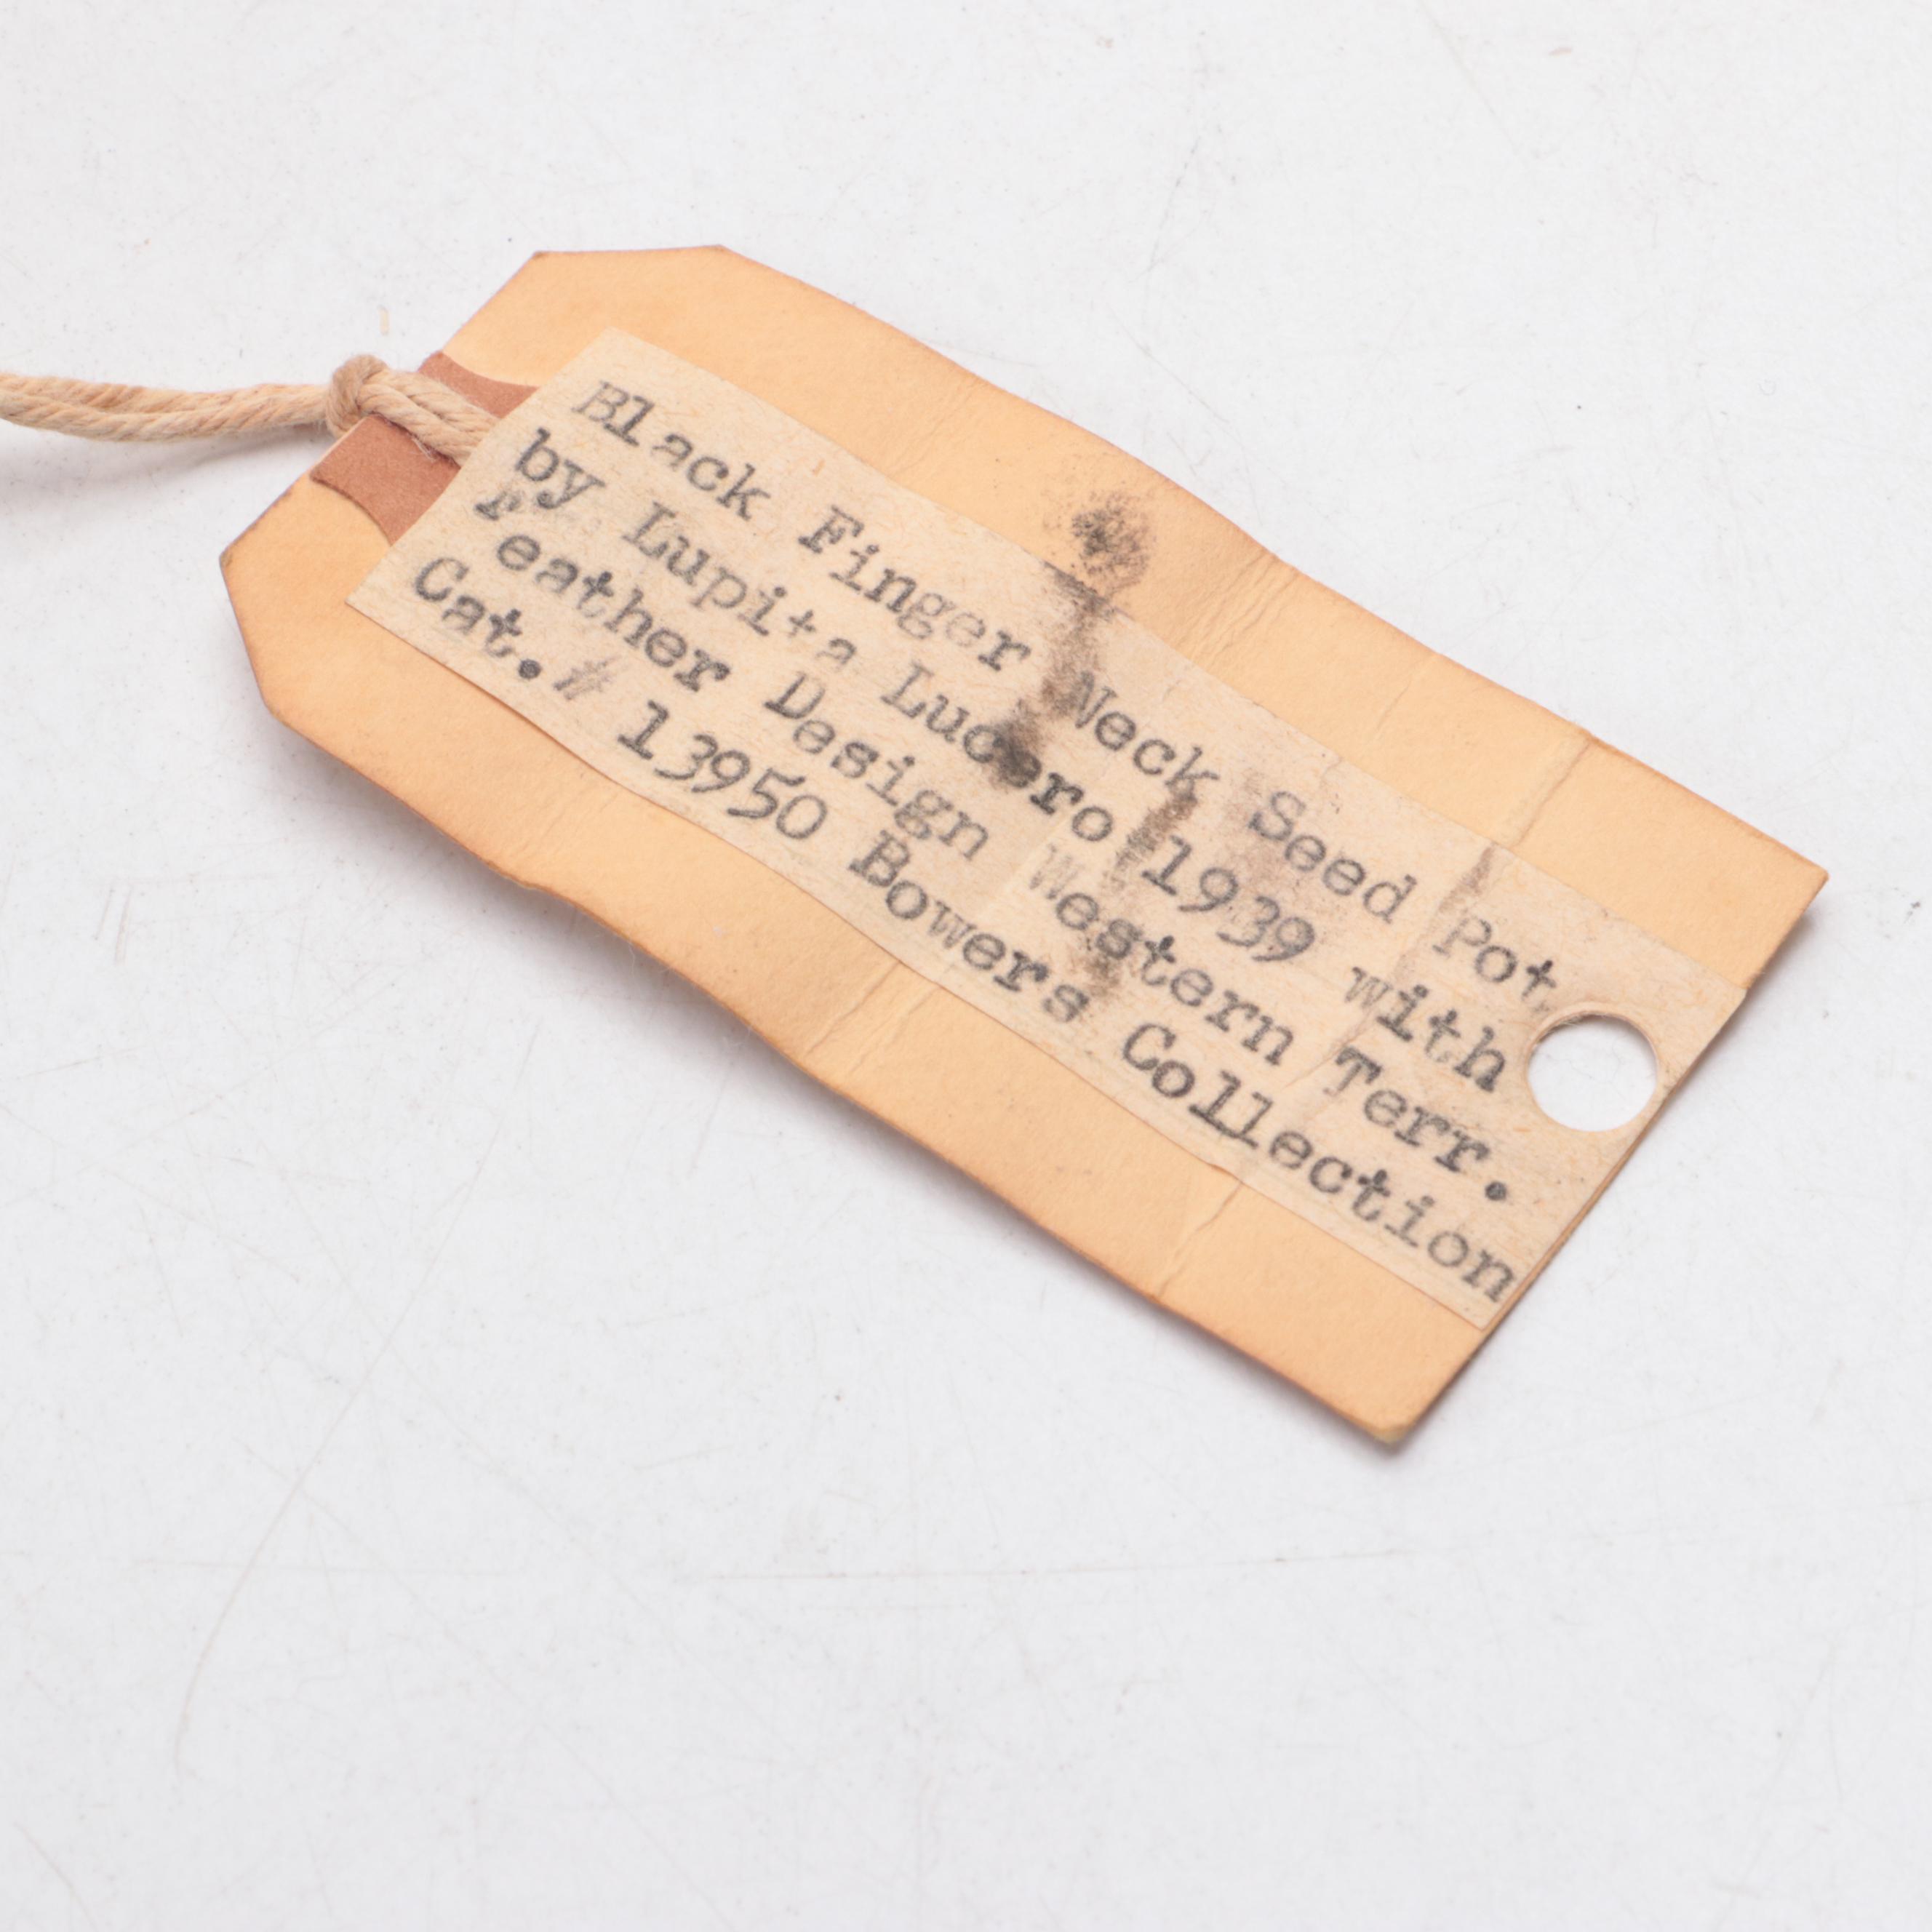 Black Finger Neck Seed Pot
by Lupita Lucero 1939 with
Feather Design Western Terr.
Cat.# 13950 Bowers Collection